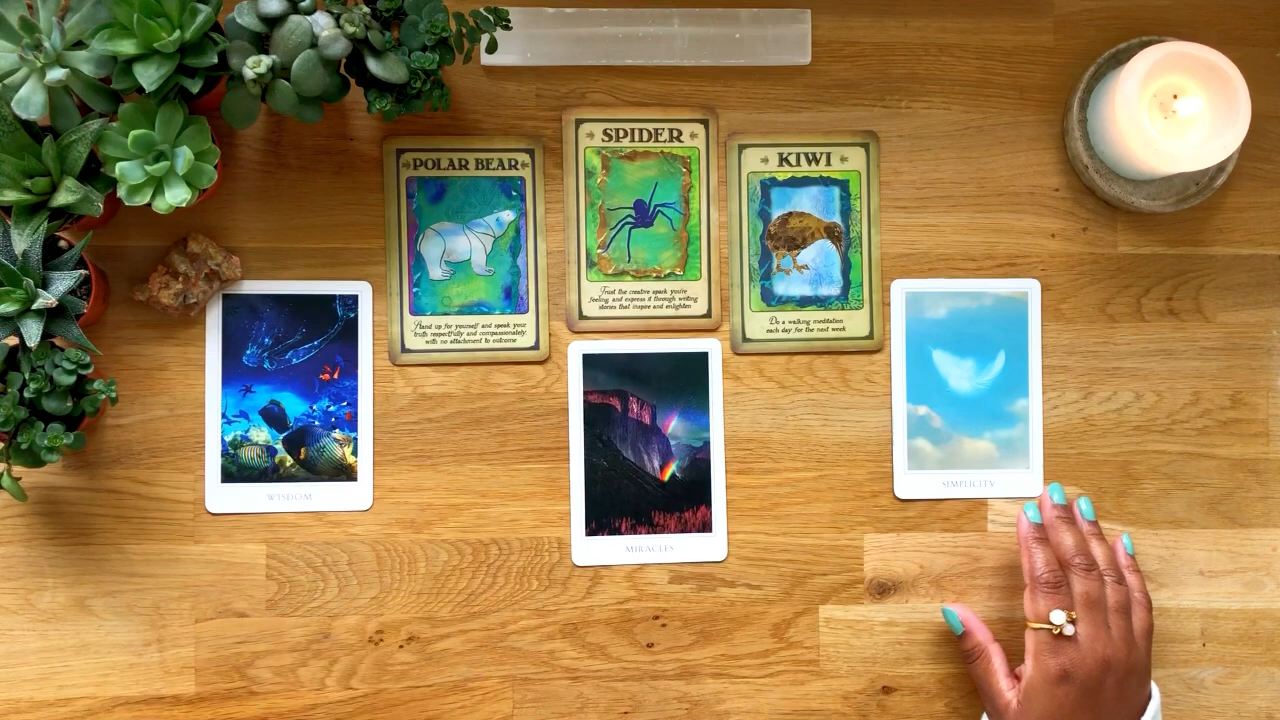 POLAR BEAR
Stand up for yourself and speak your
truth respectfully and compassionately,
with no attachment to outcome
SPIDER
Trust the creative spark you're
feeling, and express it through writing
stories that inspire and enlighten
KIWI
Do a walking meditation
each day for the next week
WISDOM
MIRACLES
SIMPLICITY